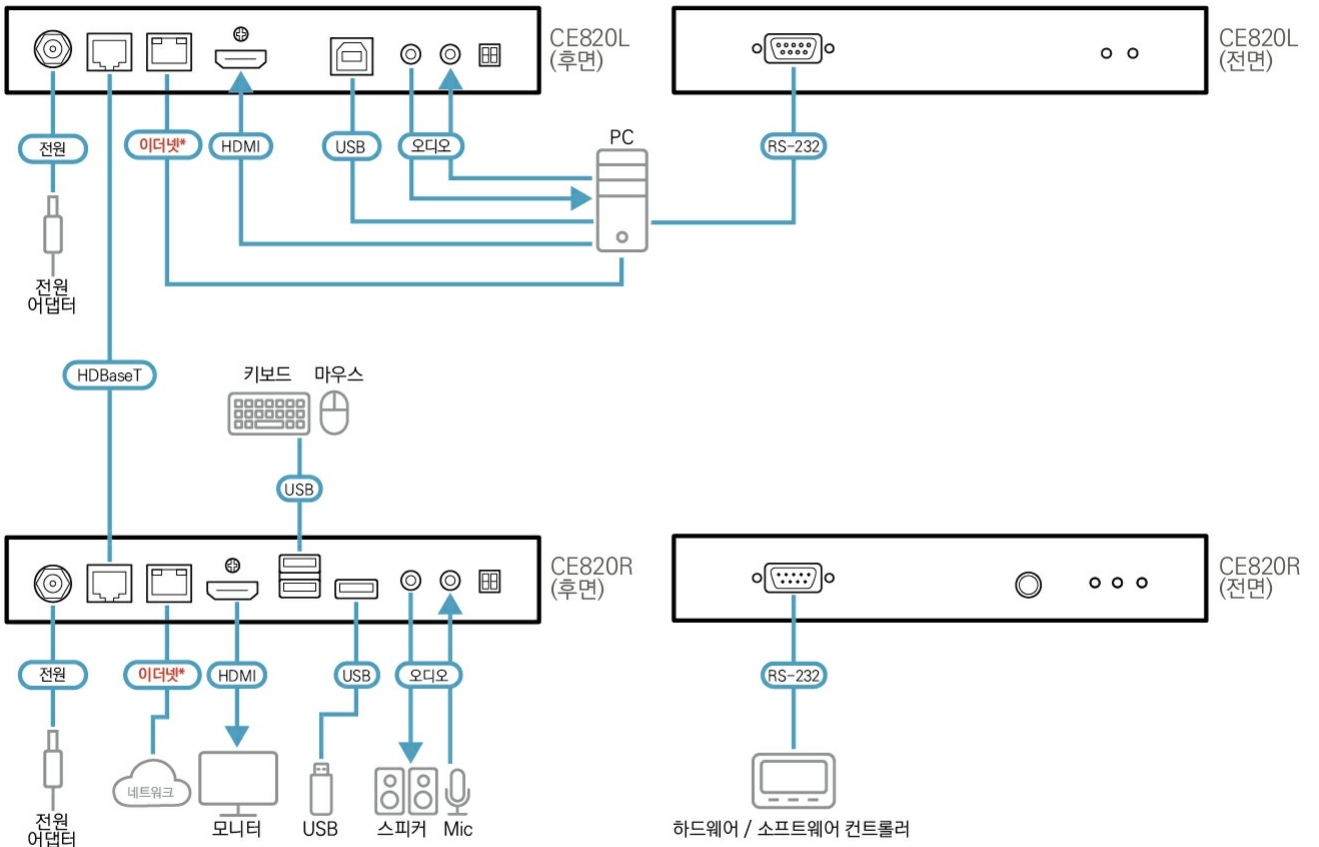 CE820L
(후면)
CE820L
(전면)
전원
이더넷*
HDMI
USB
오디오
PC
RS-232
전원
어댑터
HDBaseT
키보드
마우스
USB
CE820R
(후면)
CE820R
(전면)
전원
이더넷*
HDMI
USB
오디오
RS-232
네트워크
전원
어댑터
모니터
USB
스피커
Mic
하드웨어 / 소프트웨어 컨트롤러